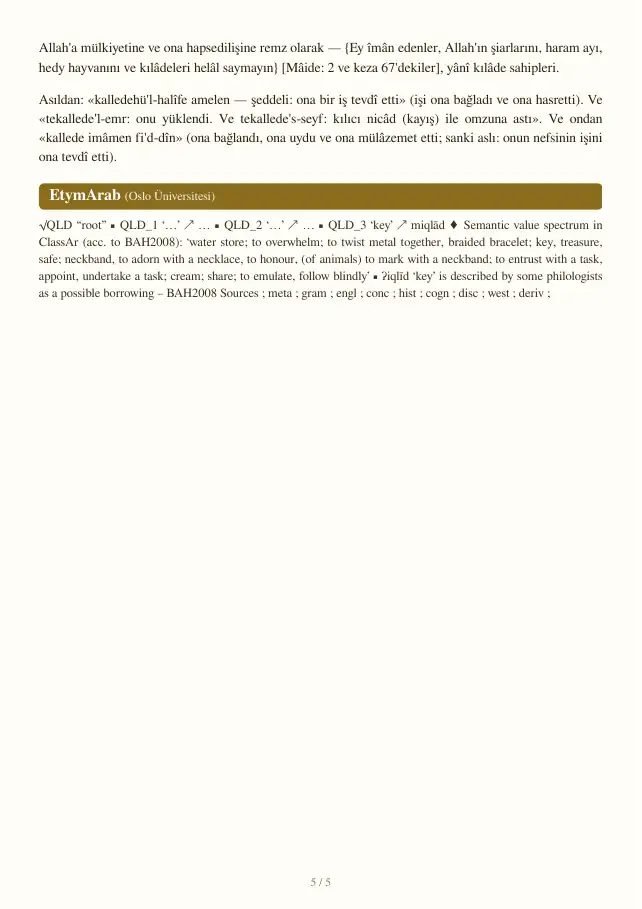 Allah'a mülkiyetine ve ona hapsedilişine remz olarak — {Ey îmân edenler, Allah'ın şiarlarını, haram ayı,
hedy hayvanını ve kılâdeleri helâl saymayın} [Mâide: 2 ve keza 67'dekiler], yânî kılâde sahipleri.
Asıldan: «kalledehü'l-halîfe amelen — şeddeli: ona bir iş tevdî etti» (işi ona bağladı ve ona hasretti). Ve
«tekallede'l-emr: onu yüklendi. Ve tekallede's-seyf: kılıcı nicâd (kayış) ile omzuna astı». Ve ondan
«kallede imâmen fi'd-dîn» (ona bağlandı, ona uydu ve ona mülâzemet etti; sanki aslı: onun nefsinin işini
ona tevdî etti).
EtymArab (Oslo Üniversitesi)
√QLD “root” ▪ QLD_1 ‘…’ ↗ … ▪ QLD_2 ‘…’ ↗ … ▪ QLD_3 ‘key’ ↗ miqlād ♦ Semantic value spectrum in
ClassAr (acc. to BAH2008): ‘water store; to overwhelm; to twist metal together, braided bracelet; key, treasure,
safe; neckband, to adorn with a necklace, to honour, (of animals) to mark with a neckband; to entrust with a task,
appoint, undertake a task; cream; share; to emulate, follow blindly’ ▪ ʔiqlīd ‘key’ is described by some philologists
as a possible borrowing – BAH2008 Sources ; meta ; gram ; engl ; conc ; hist ; cogn ; disc ; west ; deriv ;
5 / 5